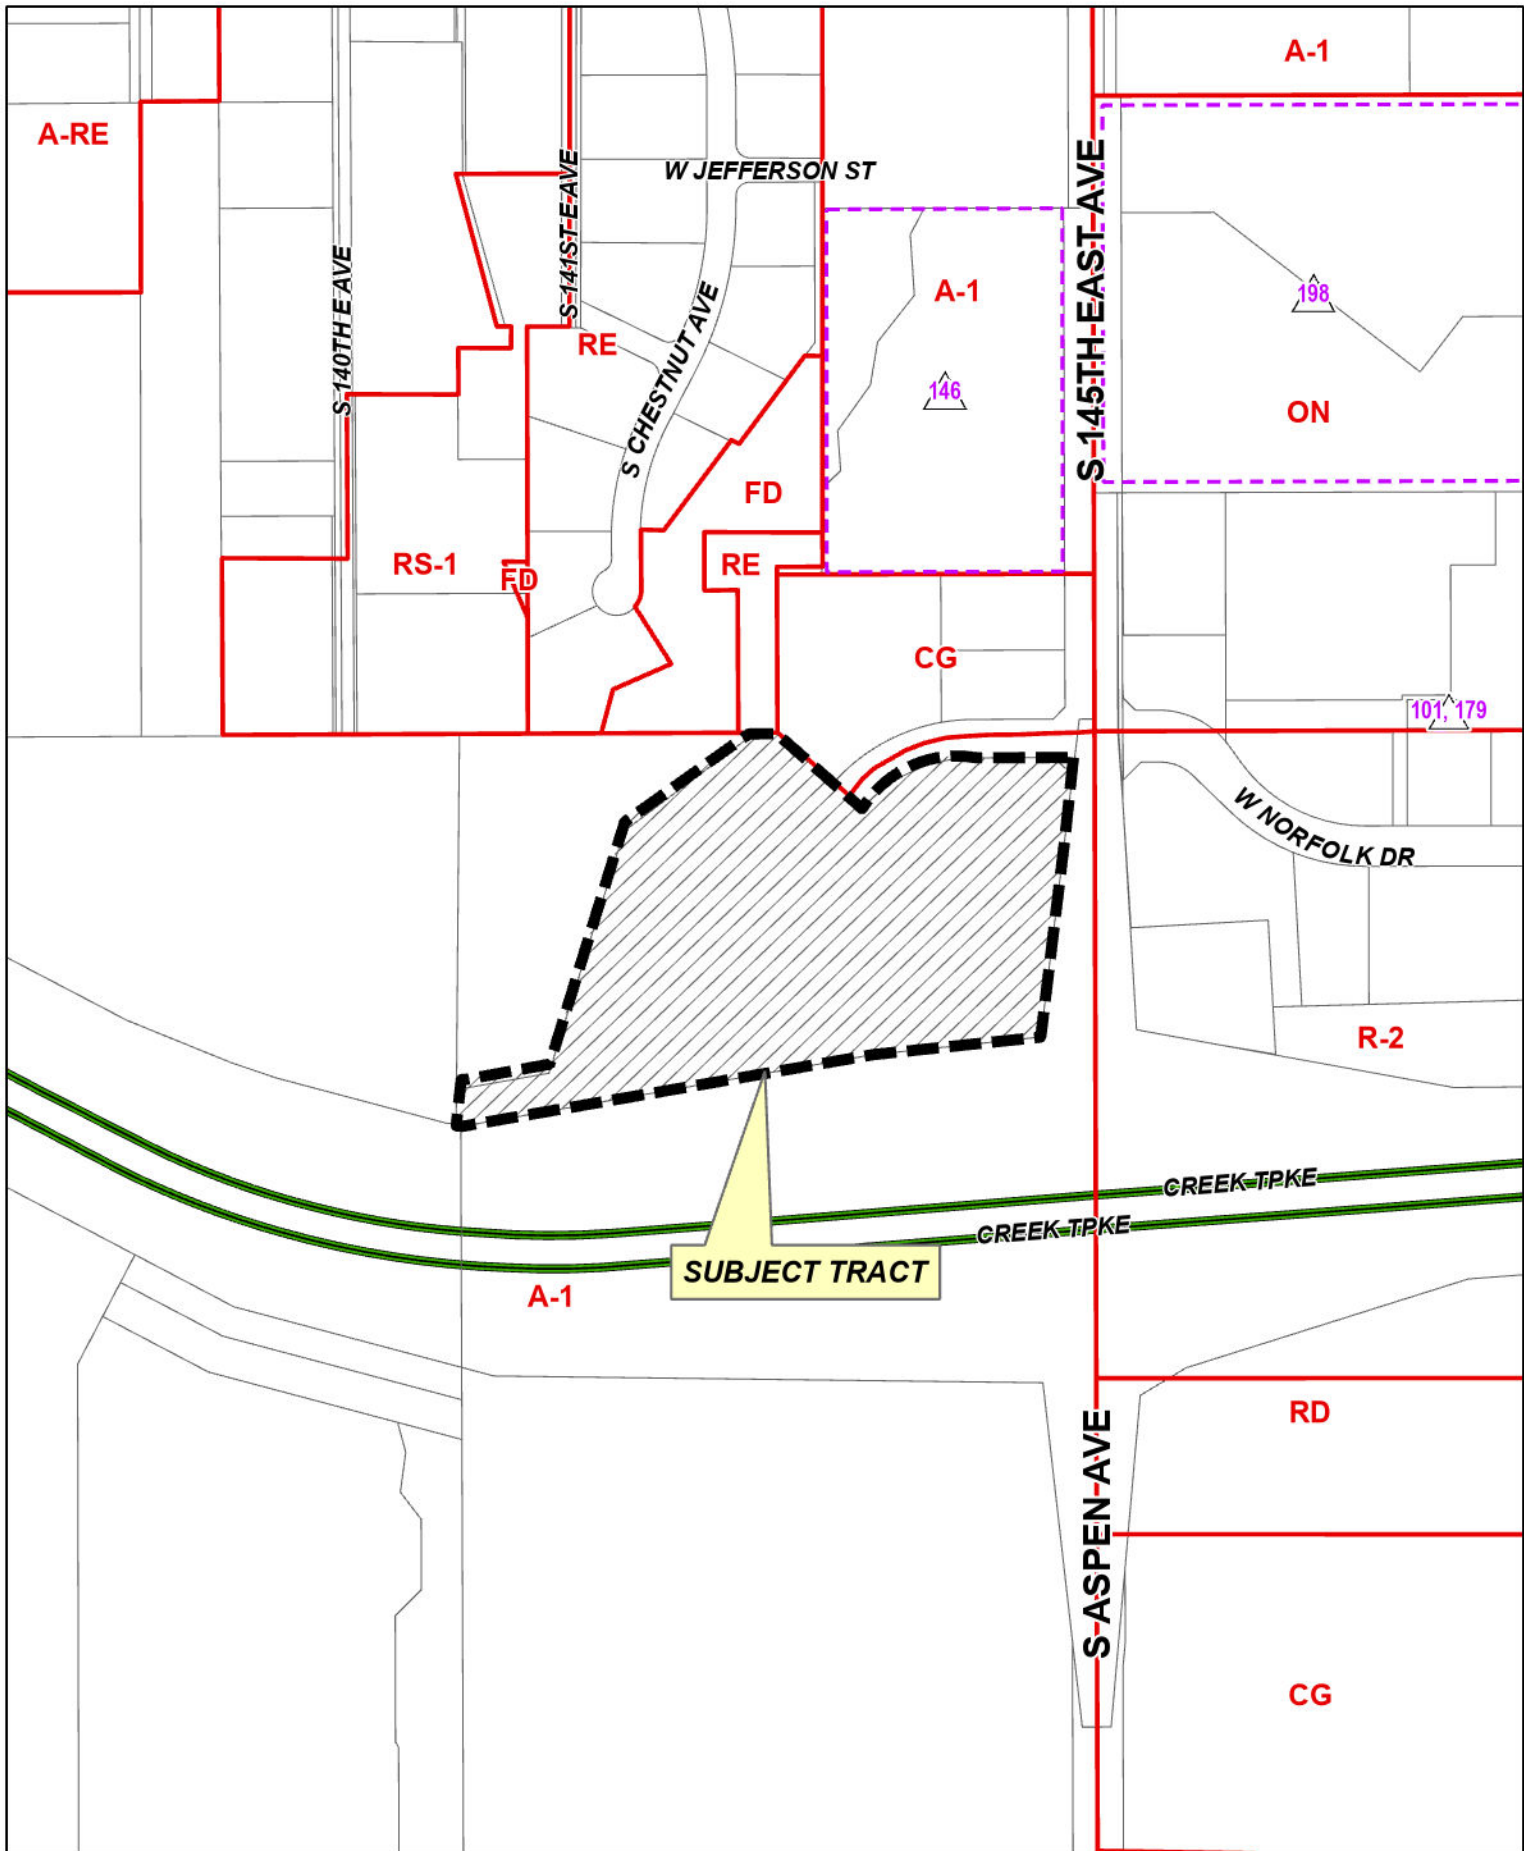 A-1
A-RE
W JEFFERSON ST
S 141ST E AVE
S 145TH EAST AVE
S 140TH E AVE
A-1
198
RE
S CHESTNUT AVE
146
ON
FD
RS-1
FD
RE
CG
101, 179
W NORFOLK DR
R-2
CREEK TPKE
CREEK TPKE
SUBJECT TRACT
A-1
RD
S ASPEN AVE
CG